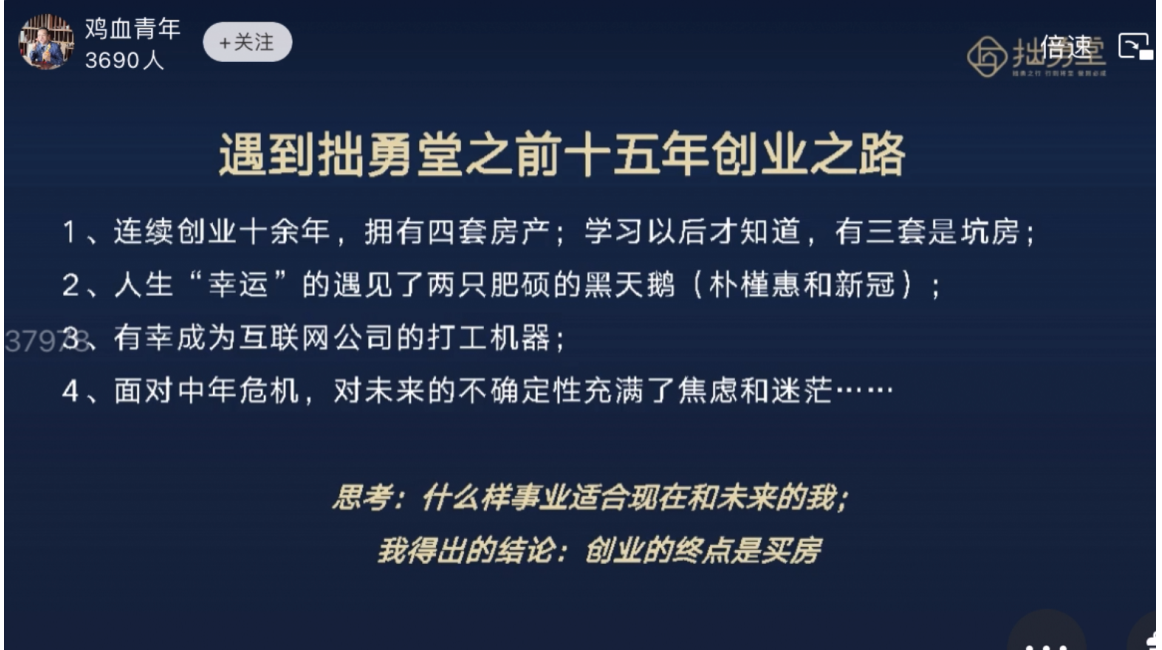 鸡血青年
3690人
+关注
倍速
拙勇堂
遇到拙勇堂之前十五年创业之路
1、连续创业十余年，拥有四套房产；学习以后才知道，有三套是坑房；
2、人生“幸运”的遇见了两只肥硕的黑天鹅（朴槿惠和新冠）；
37978
3、有幸成为互联网公司的打工机器；
4、面对中年危机，对未来的不确定性充满了焦虑和迷茫……
思考：什么样事业适合现在和未来的我；
我得出的结论：创业的终点是买房